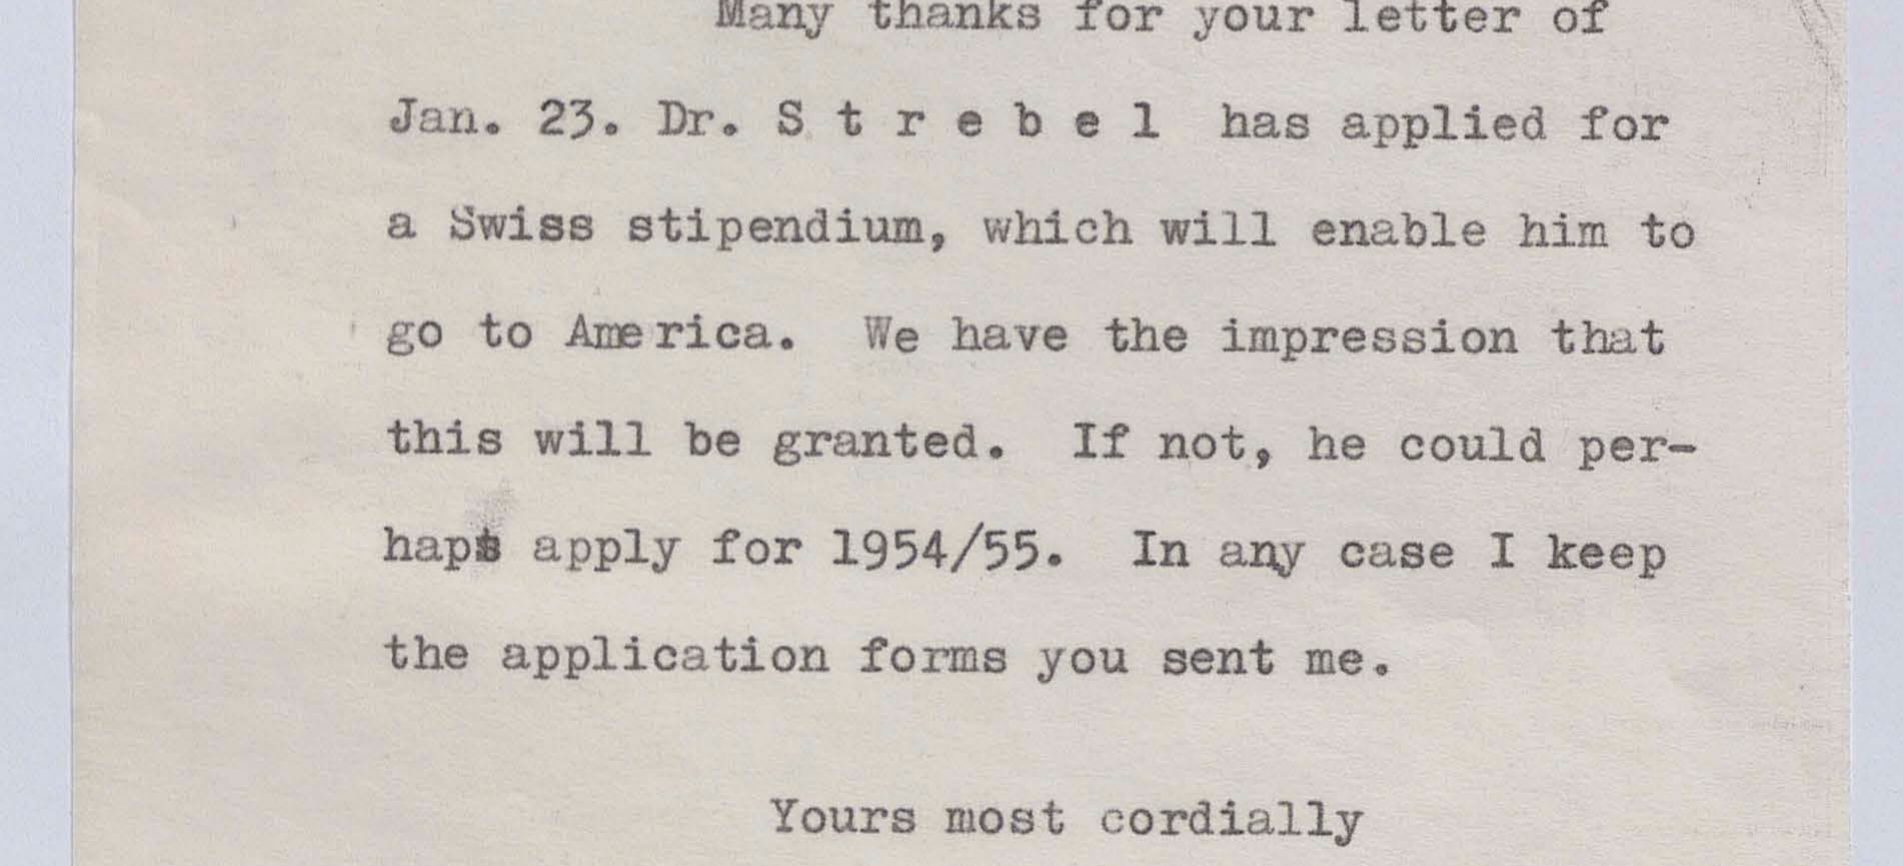 Many thanks for your letter of
Jan. 23. Dr. S t r e b e l has applied for
a Swiss stipendium, which will enable him to
go to America. We have the impression that
this will be granted. If not, he could per-
haps apply for 1954/55. In any case I keep
the application forms you sent me.
Yours most cordially